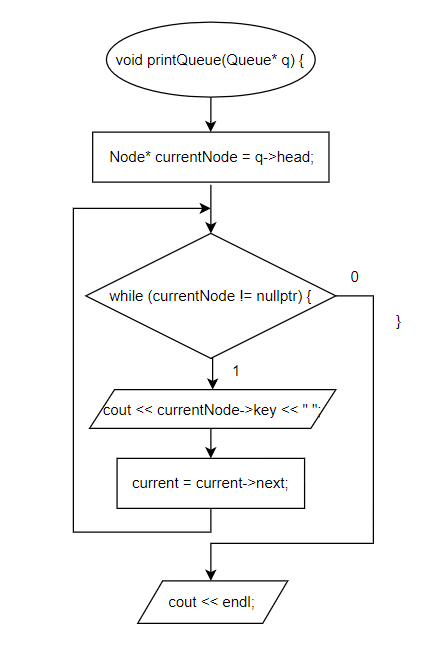 void printQueue(Queue* q) {
Node* currentNode = q->head;
while (currentNode != nullptr) {
0
}
1
cout << currentNode->key << " ";
current = current->next;
cout << endl;